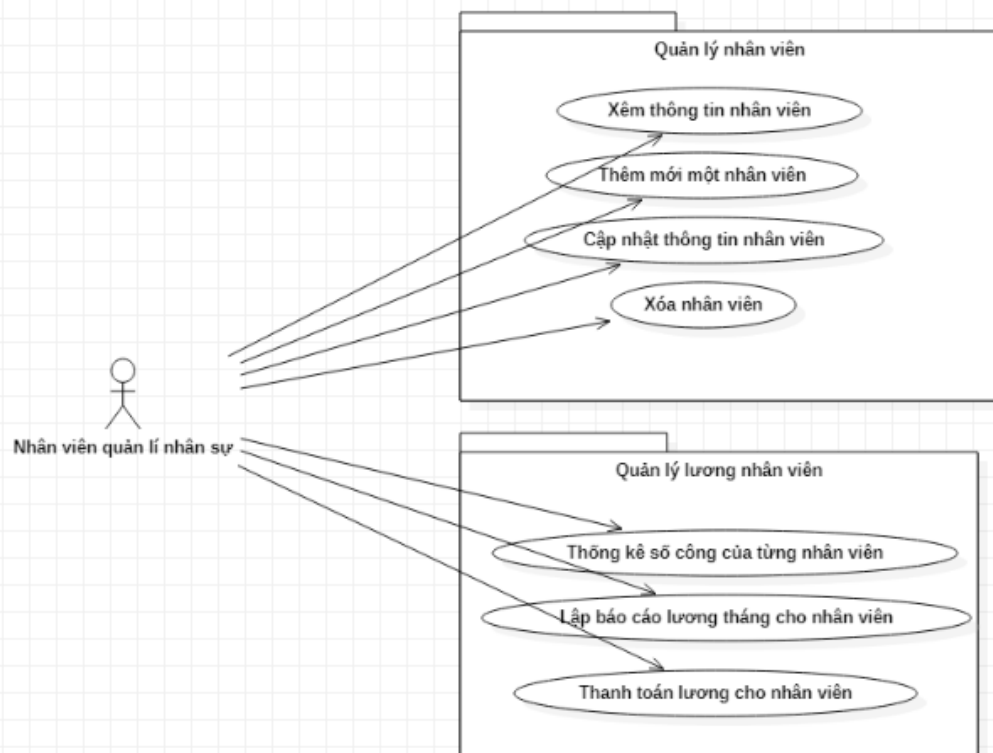 Quản lý nhân viên
Xêm thông tin nhân viên
Thêm mới một nhân viên
Cập nhật thông tin nhân viên
Xóa nhân viên
Nhân viên quản lí nhân sự
Quản lý lương nhân viên
Thống kê số công của từng nhân viên
Lập báo cáo lương tháng cho nhân viên
Thanh toán lương cho nhân viên